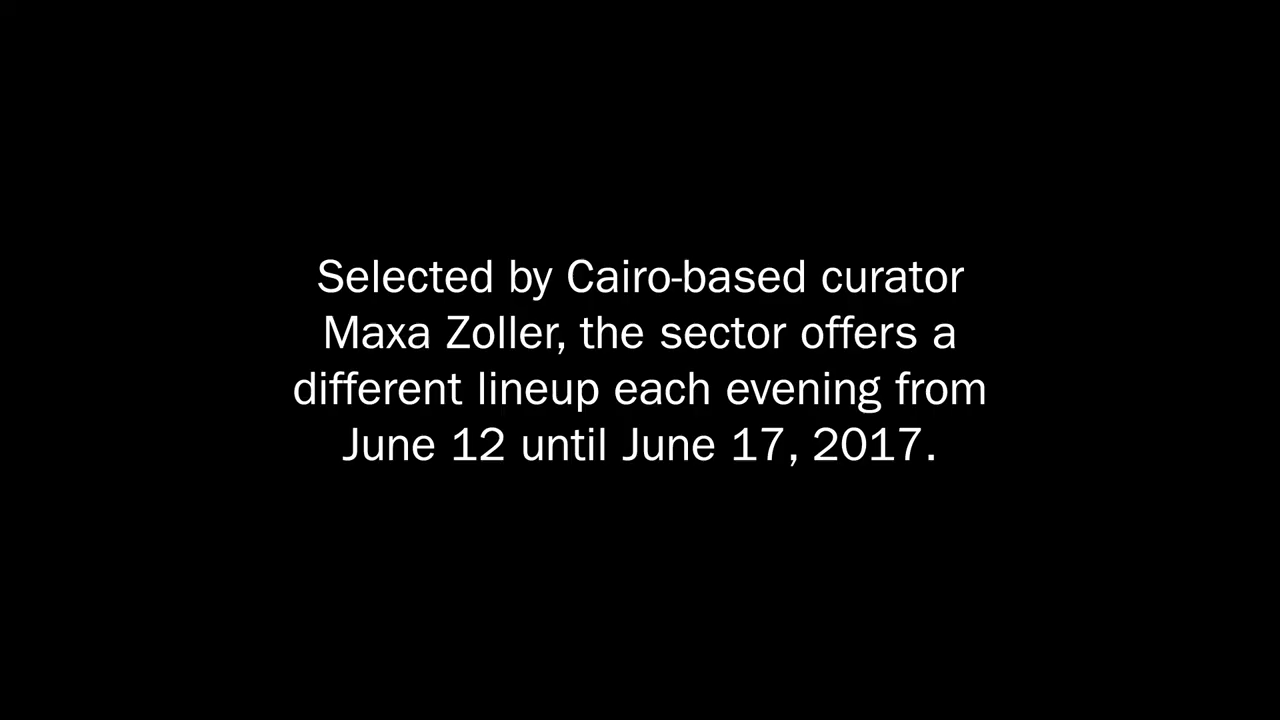 Selected by Cairo-based curator
Maxa Zoller, the sector offers a
different lineup each evening from
June 12 until June 17, 2017.